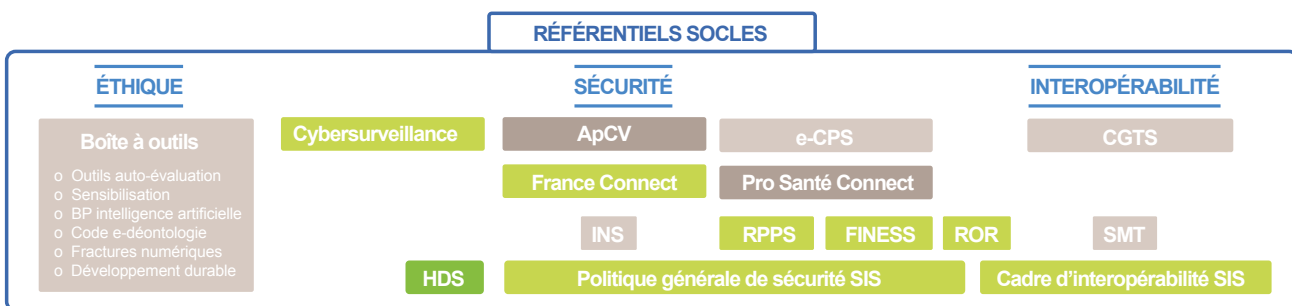 RÉFÉRENTIELS SOCLES
ÉTHIQUE
SÉCURITÉ
INTEROPÉRABILITÉ
Boîte à outils
o Outils auto-évaluation
o Sensibilisation
o BP intelligence artificielle
o Code e-déontologie
o Fractures numériques
o Développement durable
Cybersurveillance
ApCV
e-CPS
CGTS
France Connect
Pro Santé Connect
INS
RPPS
FINESS
ROR
SMT
HDS
Politique générale de sécurité SIS
Cadre d’interopérabilité SIS